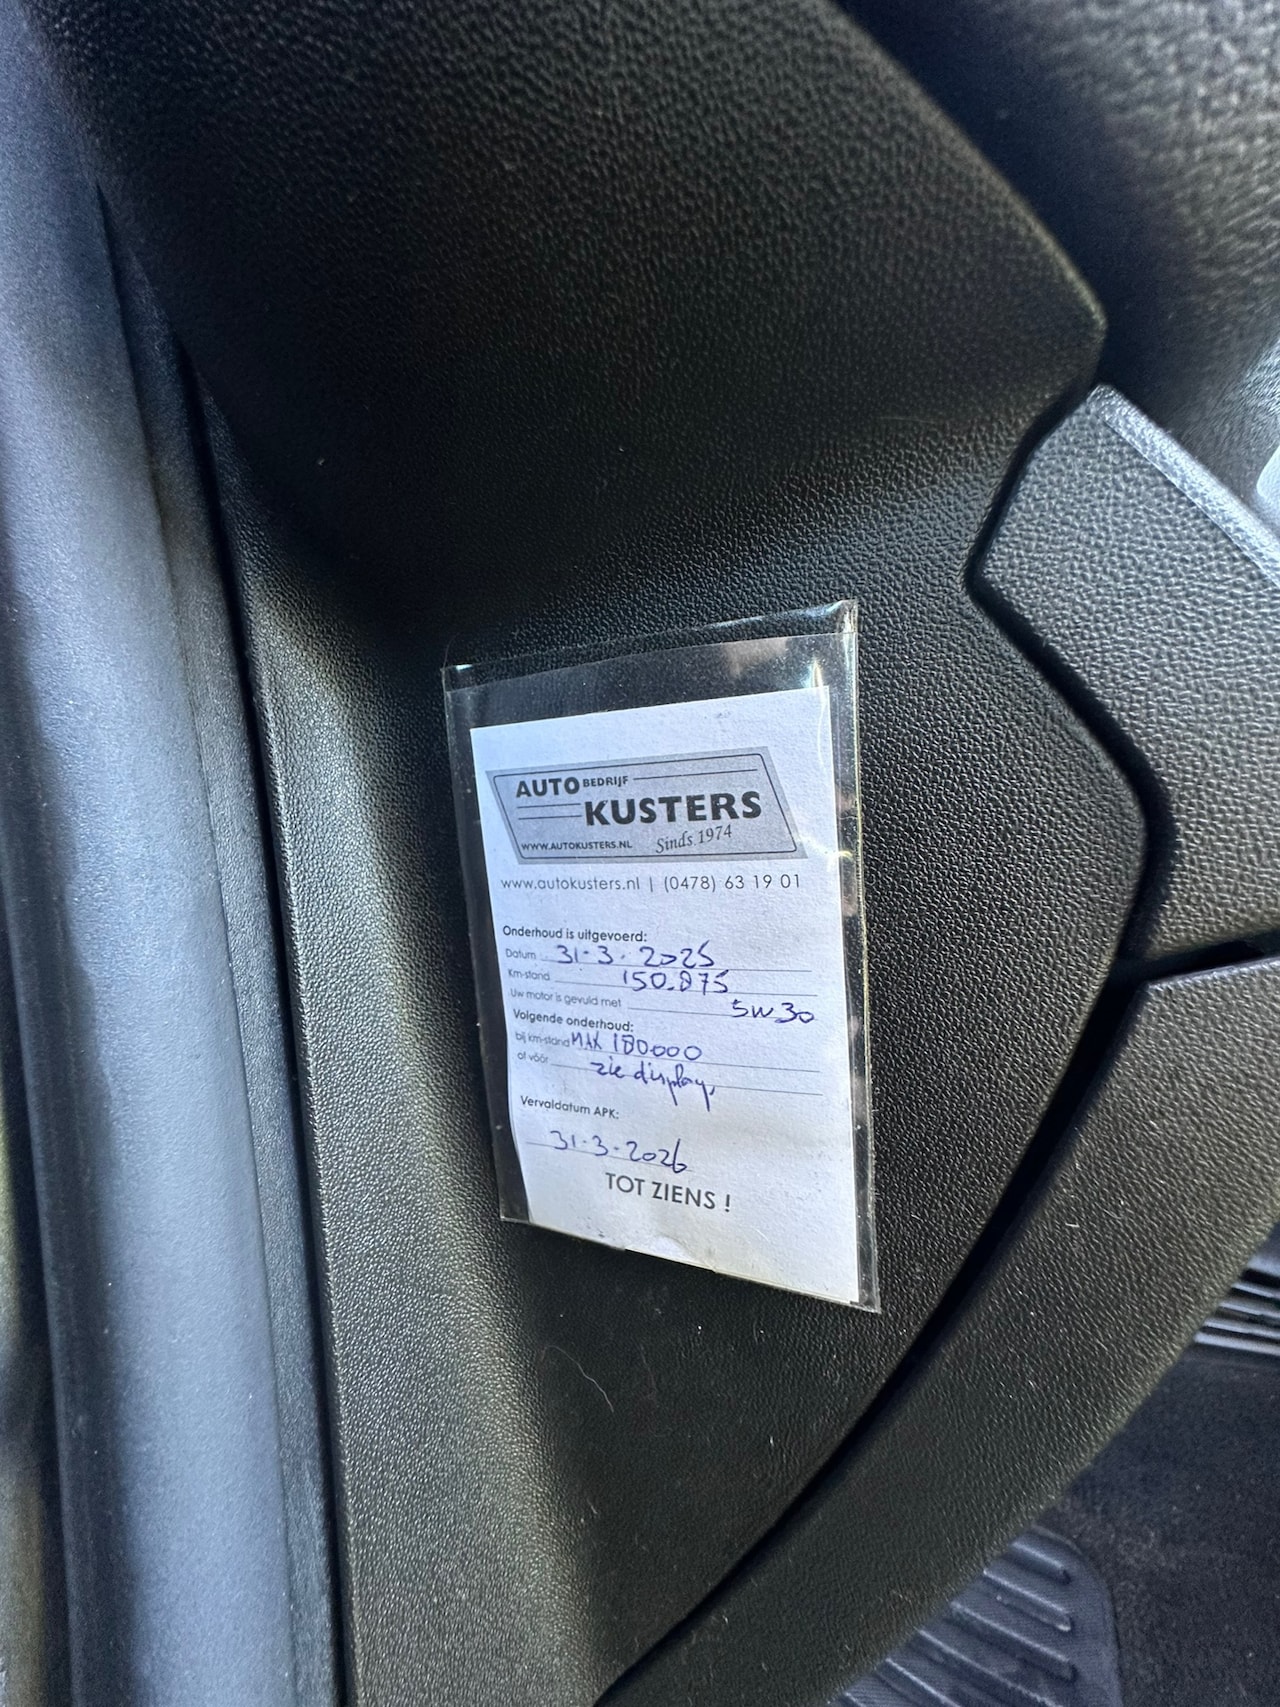 AUTO BEDRIJF
KUSTERS
WWW.AUTOKUSTERS.NL Sinds 1974
www.autokusters.nl | (0478) 63 19 01
Onderhoud is uitgevoerd:
Datum 31-3-2025
Km-stand 150.875
Uw motor is gevuld met 5W30
Volgende onderhoud:
bij km-stand MAX 180.000
of vóór zie display
Vervaldatum APK:
31-3-2026
TOT ZIENS !